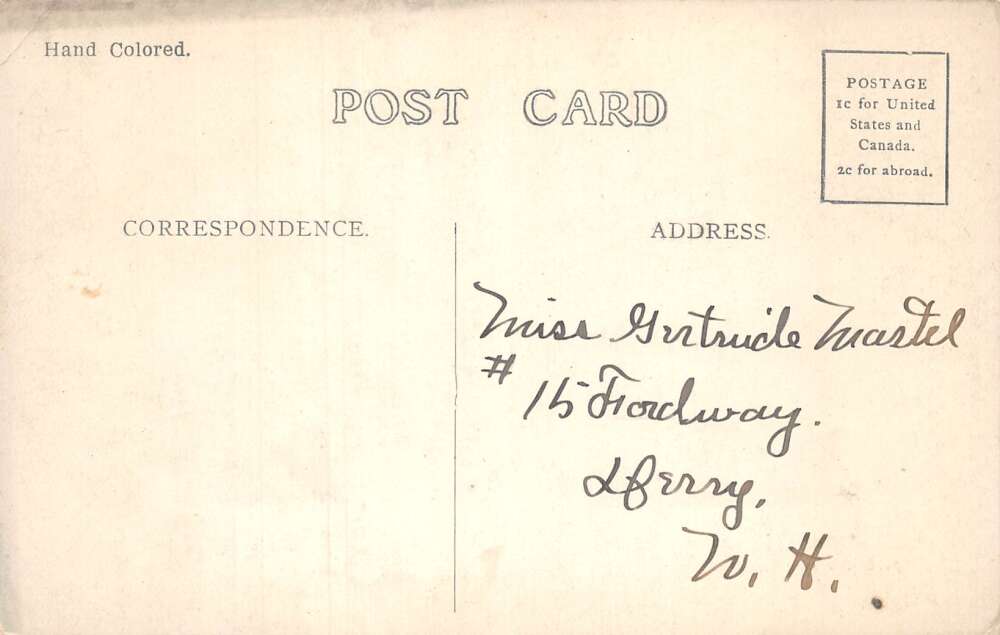 Hand Colored.
POST CARD
POSTAGE
1c for United
States and
Canada.
2c for abroad.
CORRESPONDENCE.
ADDRESS.
Miss Gertrude Martel
#
15 Fordway.
Derry,
N. H.